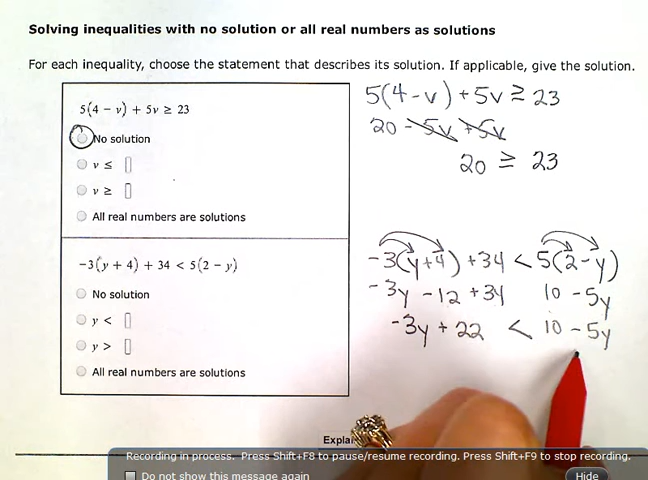 Solving inequalities with no solution or all real numbers as solutions
For each inequality, choose the statement that describes its solution. If applicable, give the solution.
5(4 − v) + 5v ≥ 23
No solution
v ≤
v ≥
All real numbers are solutions
−3(y + 4) + 34 < 5(2 − y)
No solution
y <
y >
All real numbers are solutions
5(4-v)+5v ≥ 23
20 - 5v + 5v
20 ≥ 23
-3(y+4)+34 < 5(2-y)
-3y -12 +34 10 -5y
-3y + 22 < 10 -5y
Recording in process. Press Shift+F8 to pause/resume recording. Press Shift+F9 to stop recording.
Do not show this message again
Hide